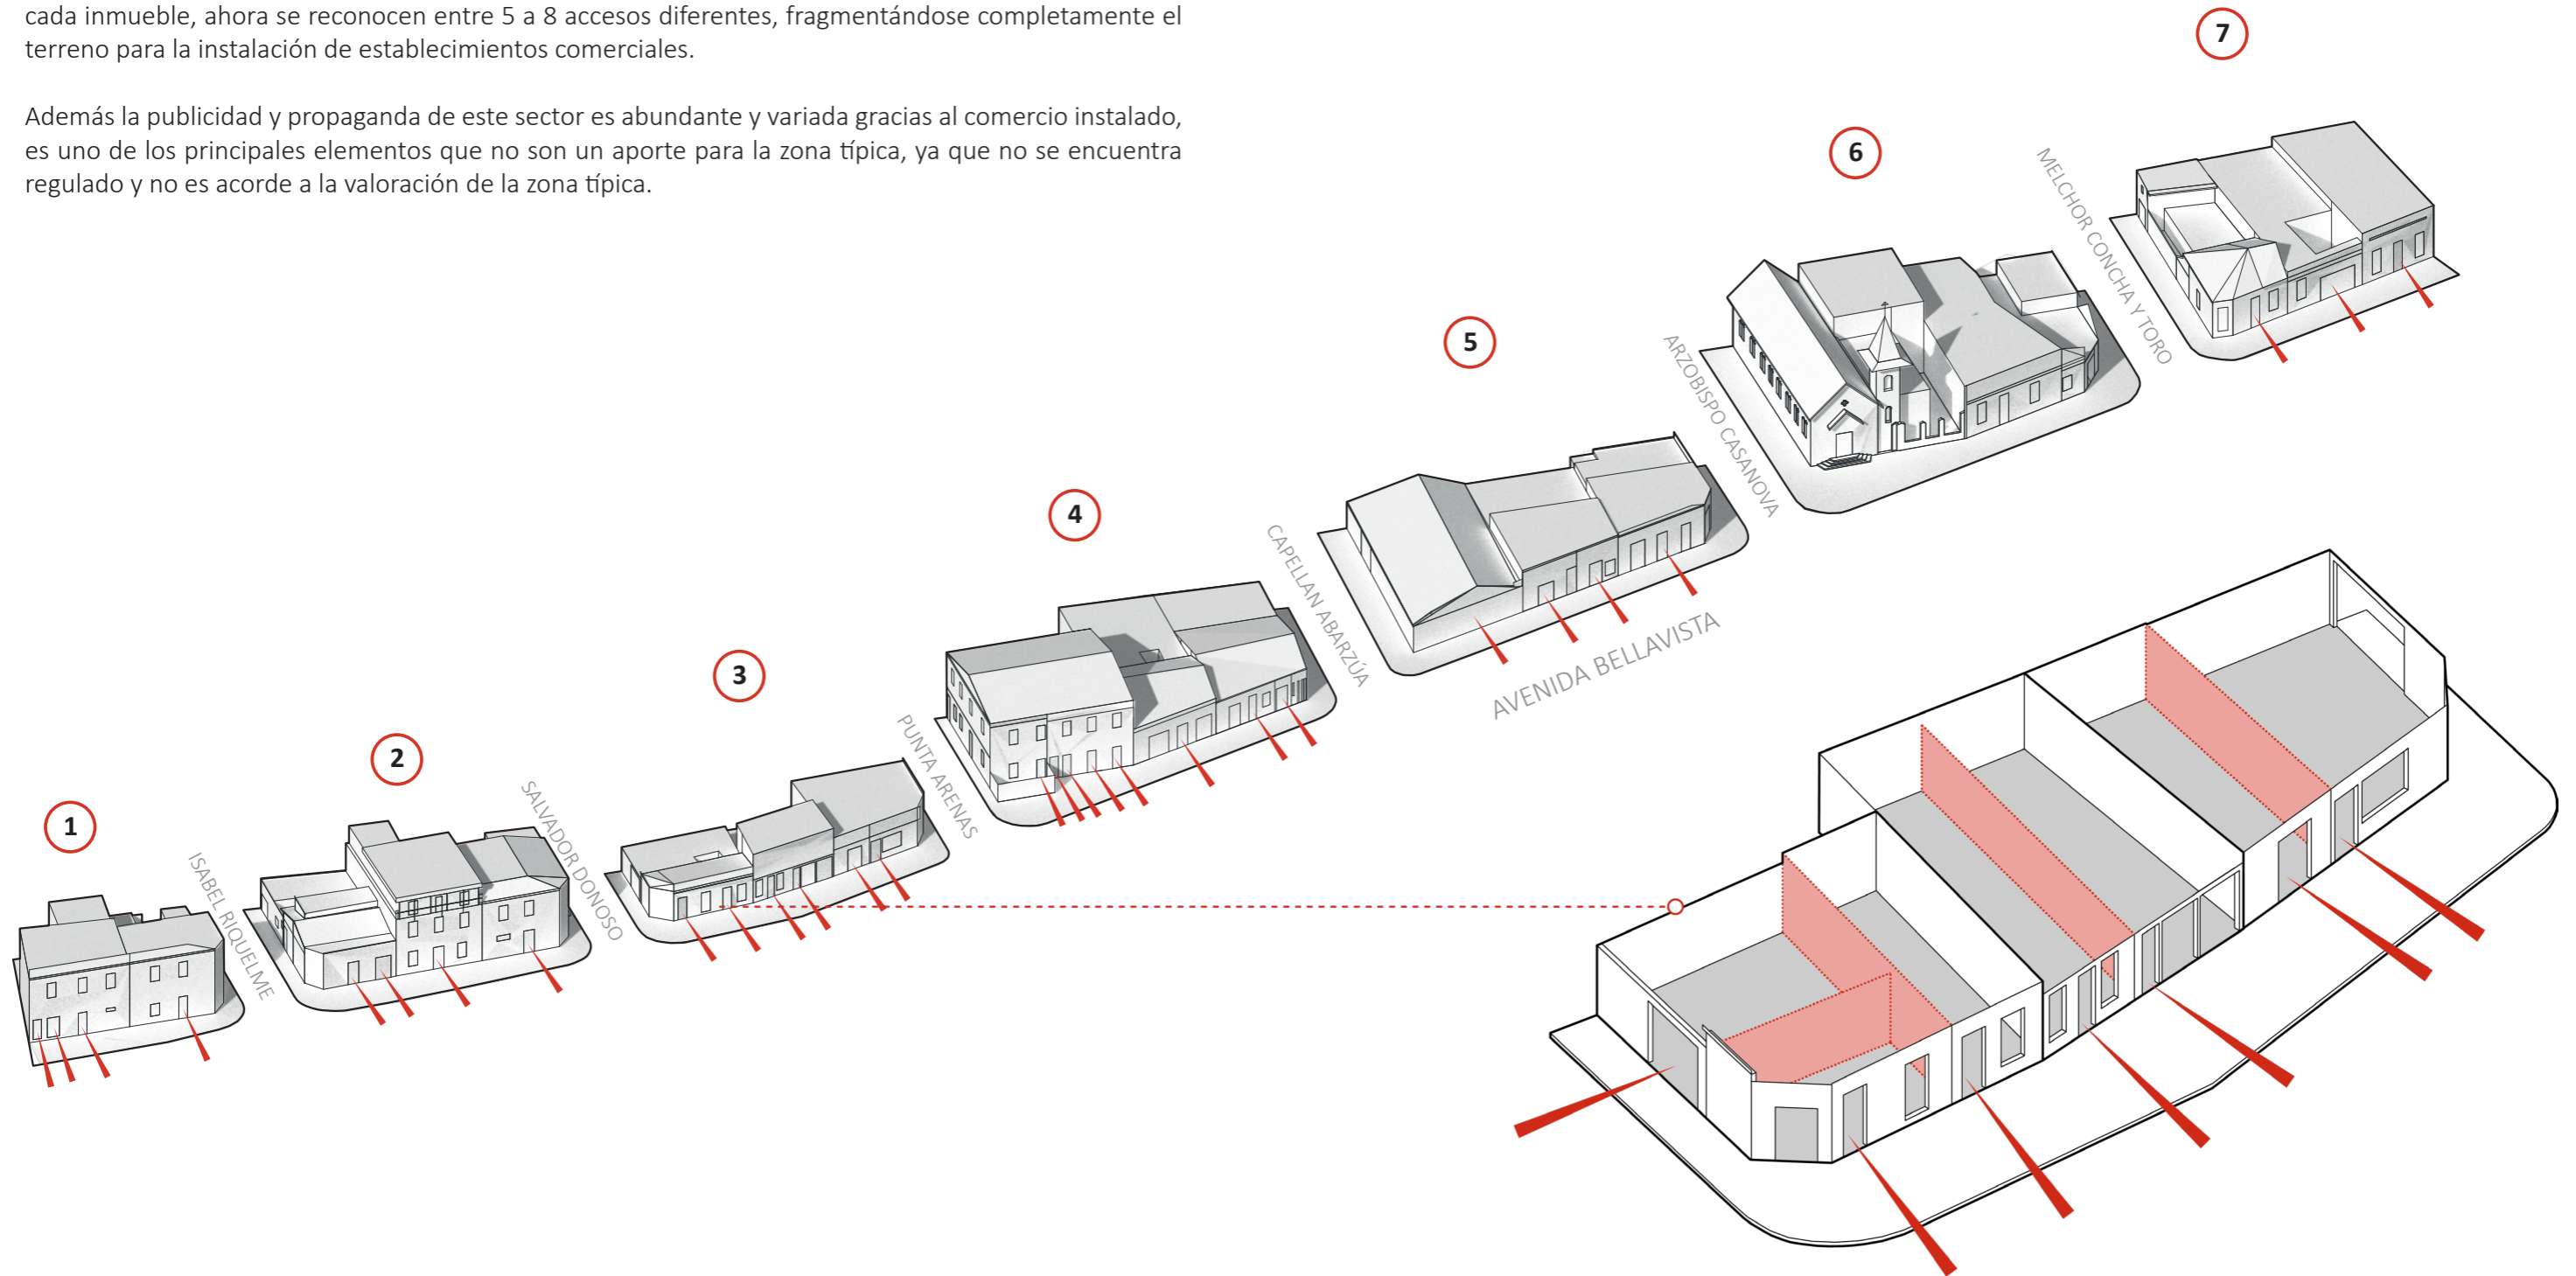 cada inmueble, ahora se reconocen entre 5 a 8 accesos diferentes, fragmentándose completamente el
terreno para la instalación de establecimientos comerciales.
Además la publicidad y propaganda de este sector es abundante y variada gracias al comercio instalado,
es uno de los principales elementos que no son un aporte para la zona típica, ya que no se encuentra
regulado y no es acorde a la valoración de la zona típica.
1
ISABEL RIQUELME
2
SALVADOR DONOSO
3
PUNTA ARENAS
4
CAPELLAN ABARZÚA
5
AVENIDA BELLAVISTA
ARZOBISPO CASANOVA
6
MELCHOR CONCHA Y TORO
7